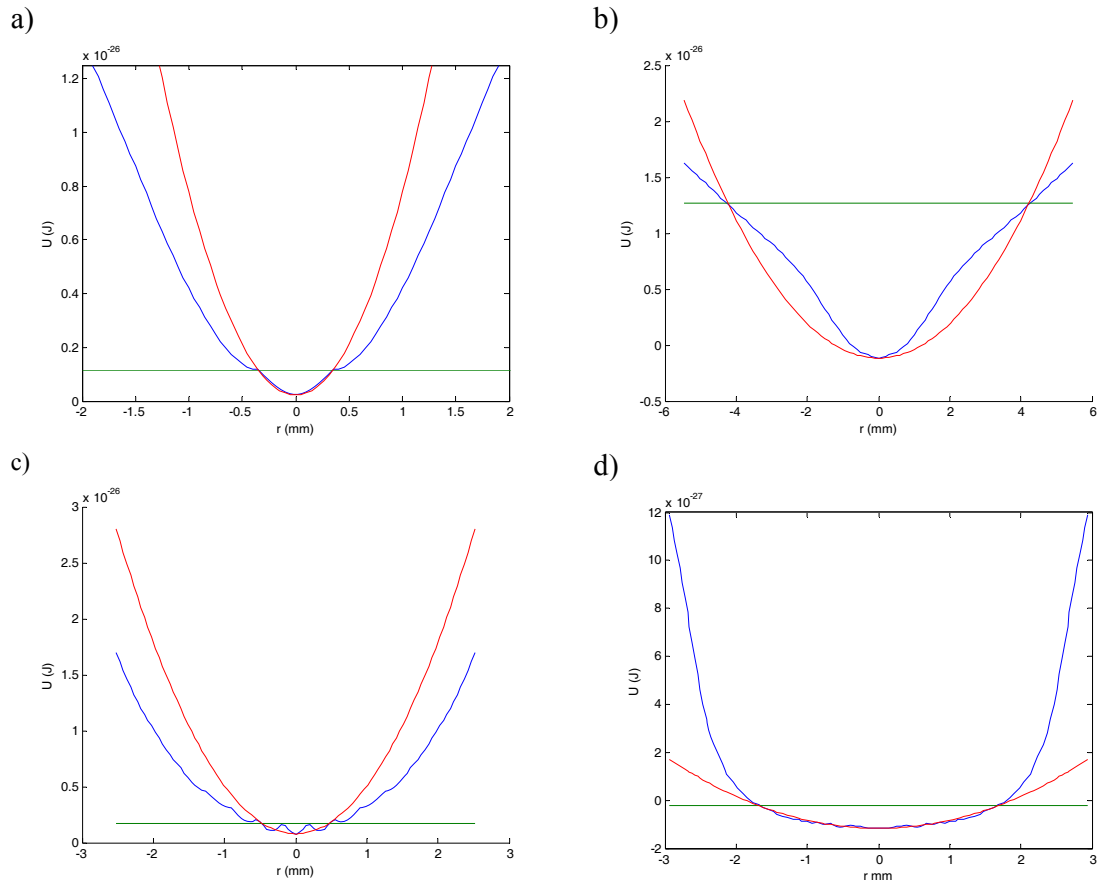 a)
x 10-26
1.2
1
0.8
0.6
0.4
0.2
0
U (J)
-2 -1.5 -1 -0.5 0 0.5 1 1.5 2
r (mm)
b)
x 10-26
2.5
2
1.5
1
0.5
0
-0.5
U (J)
-6 -4 -2 0 2 4 6
r (mm)
c)
x 10-26
3
2.5
2
1.5
1
0.5
0
U (J)
-3 -2 -1 0 1 2 3
r (mm)
d)
x 10-27
12
10
8
6
4
2
0
-2
U (J)
-3 -2 -1 0 1 2 3
r mm